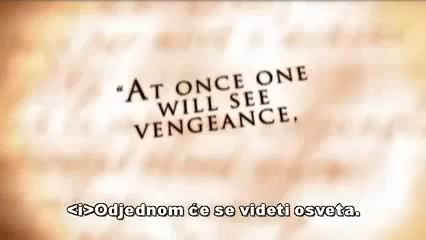 "AT ONCE ONE
WILL SEE
VENGEANCE,
<i>Odjednom će se videti osveta.